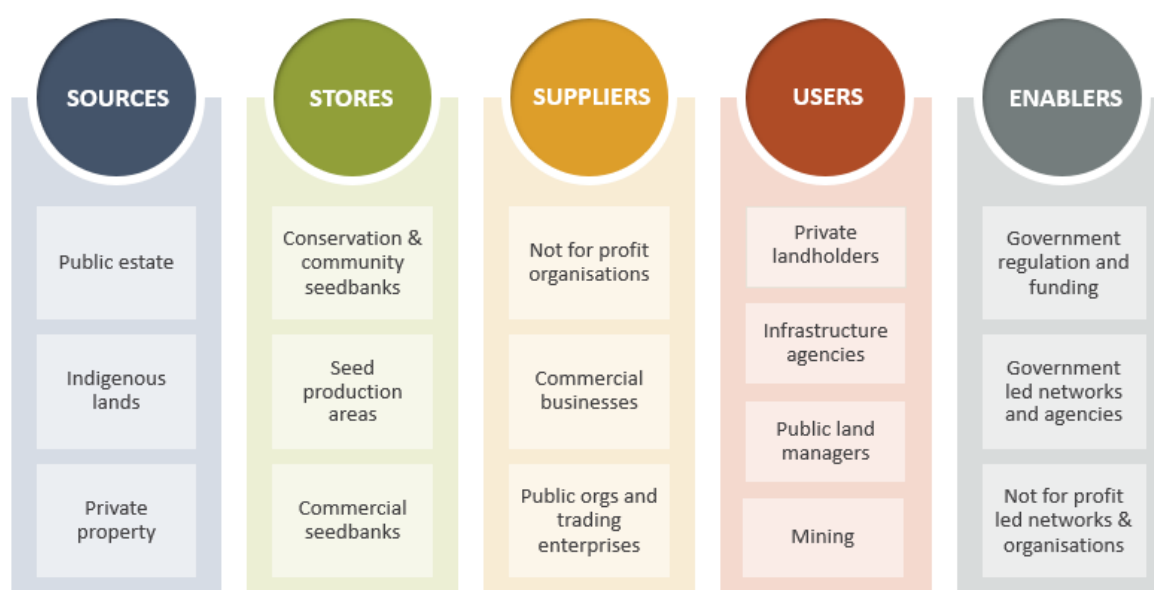 SOURCES
Public estate
Indigenous
lands
Private
property
STORES
Conservation &
community
seedbanks
Seed
production
areas
Commercial
seedbanks
SUPPLIERS
Not for profit
organisations
Commercial
businesses
Public orgs and
trading
enterprises
USERS
Private
landholders
Infrastructure
agencies
Public land
managers
Mining
ENABLERS
Government
regulation and
funding
Government
led networks
and agencies
Not for profit
led networks &
organisations